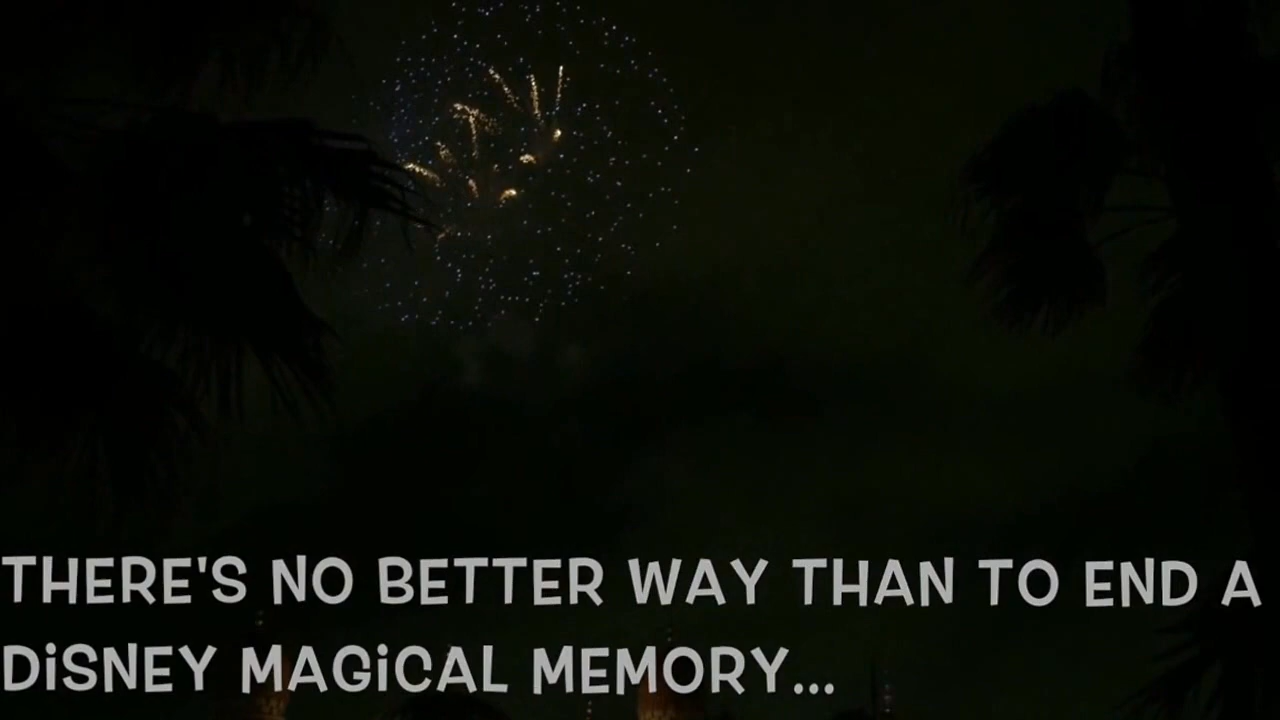 THERE'S NO BETTER WAY THAN TO END A
DiSNEY MAGiCAL MEMORY...